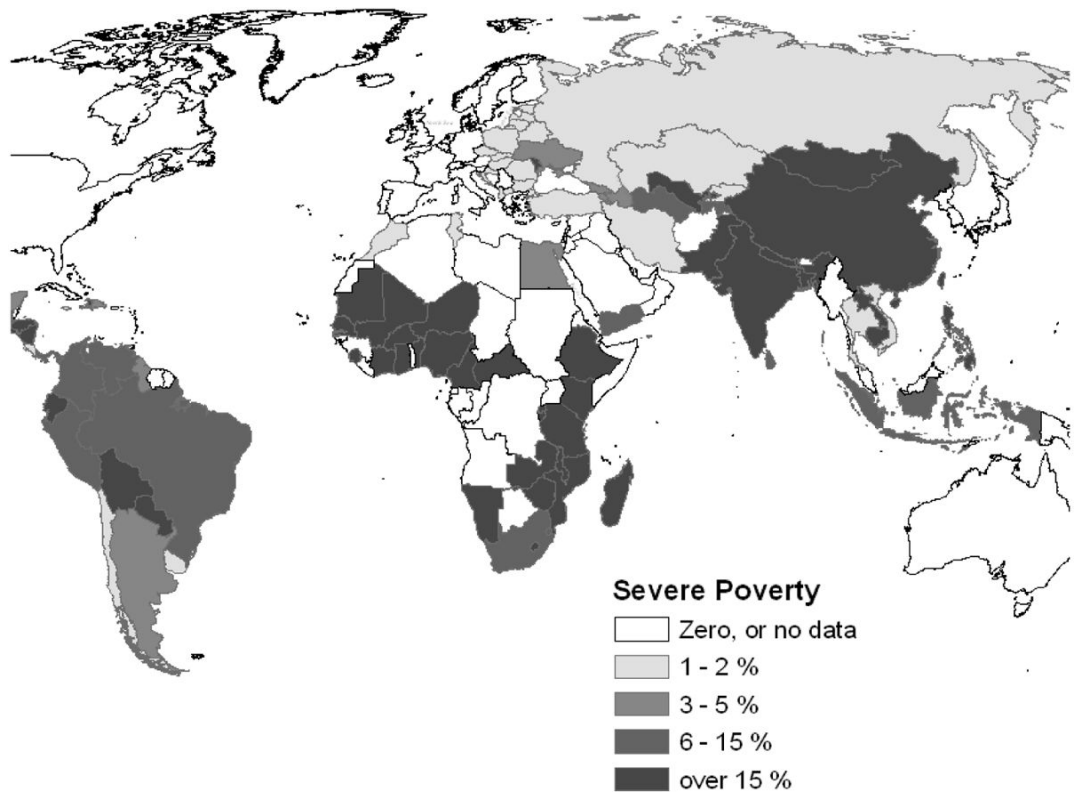 Severe Poverty
Zero, or no data
1 - 2 %
3 - 5 %
6 - 15 %
over 15 %